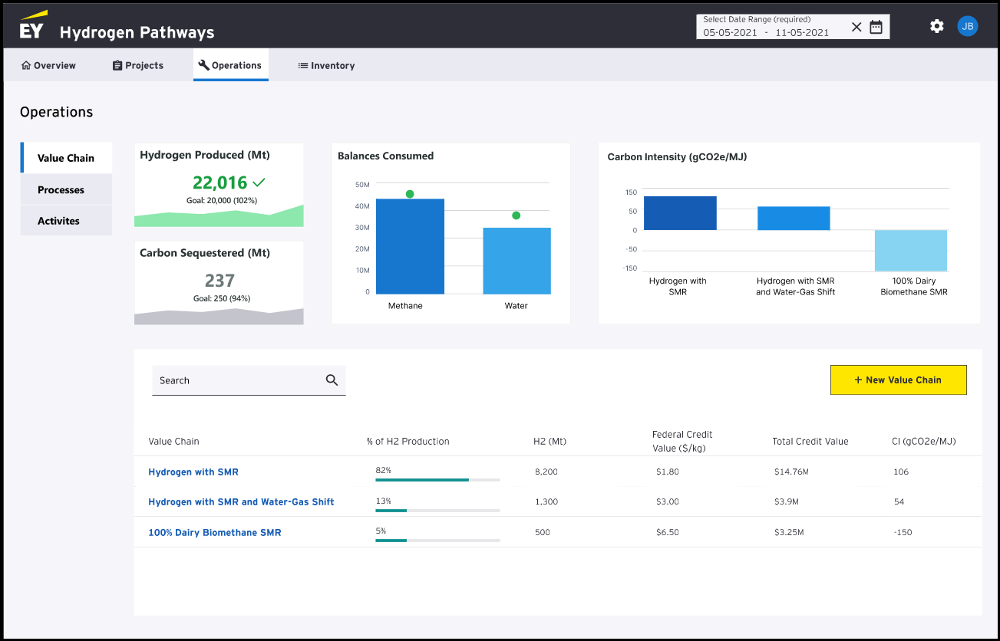 EY
Hydrogen Pathways
Select Date Range (required)
05-05-2021 - 11-05-2021
JB
Overview
Projects
Operations
Inventory
Operations
Value Chain
Processes
Activites
Hydrogen Produced (Mt)
22,016
Goal: 20,000 (102%)
Carbon Sequestered (Mt)
237
Goal: 250 (94%)
Balances Consumed
50M
40M
30M
20M
10M
0
Methane
Water
Carbon Intensity (gCO2e/MJ)
150
50
0
-50
-150
Hydrogen with
SMR
Hydrogen with SMR
and Water-Gas Shift
100% Dairy
Biomethane SMR
Search
+ New Value Chain
Value Chain
% of H2 Production
H2 (Mt)
Federal Credit
Value ($/kg)
Total Credit Value
CI (gCO2e/MJ)
Hydrogen with SMR
82%
8,200
$1.80
$14.76M
106
Hydrogen with SMR and Water-Gas Shift
13%
1,300
$3.00
$3.9M
54
100% Dairy Biomethane SMR
5%
500
$6.50
$3.25M
-150